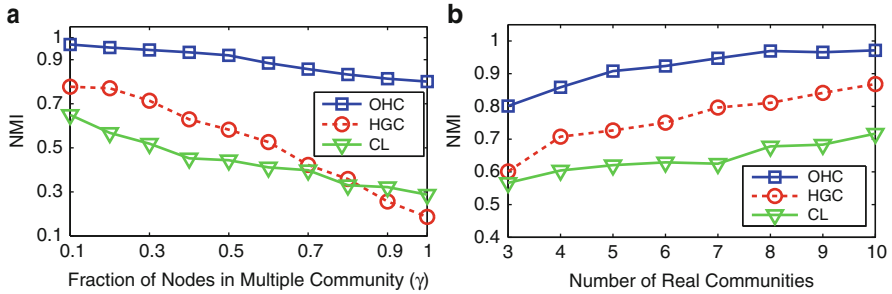 a
1
0.9
0.7
0.5
0.3
0.1
NMI
OHC
HGC
CL
0.1
0.3
0.5
0.7
0.9
1
Fraction of Nodes in Multiple Community (γ)
b
1
0.9
0.8
0.7
0.6
0.5
0.4
NMI
OHC
HGC
CL
3
4
5
6
7
8
9
10
Number of Real Communities